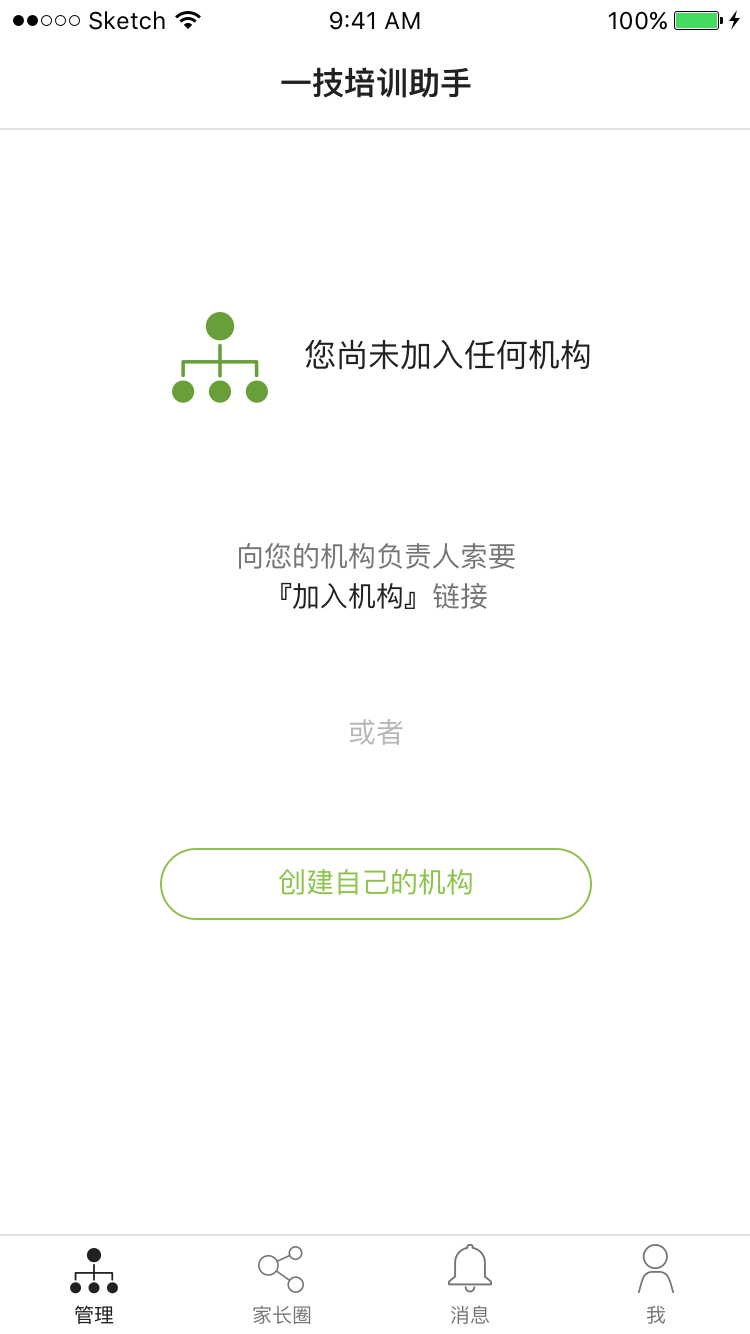 Sketch 9:41 AM 100%
一技培训助手
您尚未加入任何机构
向您的机构负责人索要
『加入机构』链接
或者
创建自己的机构
管理 家长圈 消息 我